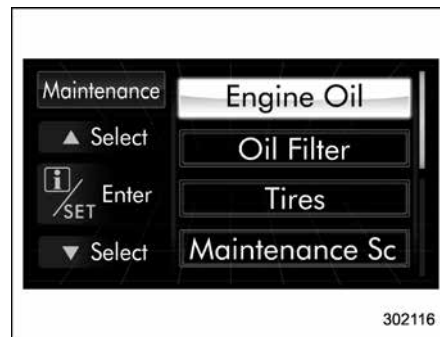 Maintenance
▲ Select
i/SET Enter
▼ Select
Engine Oil
Oil Filter
Tires
Maintenance Sc
302116